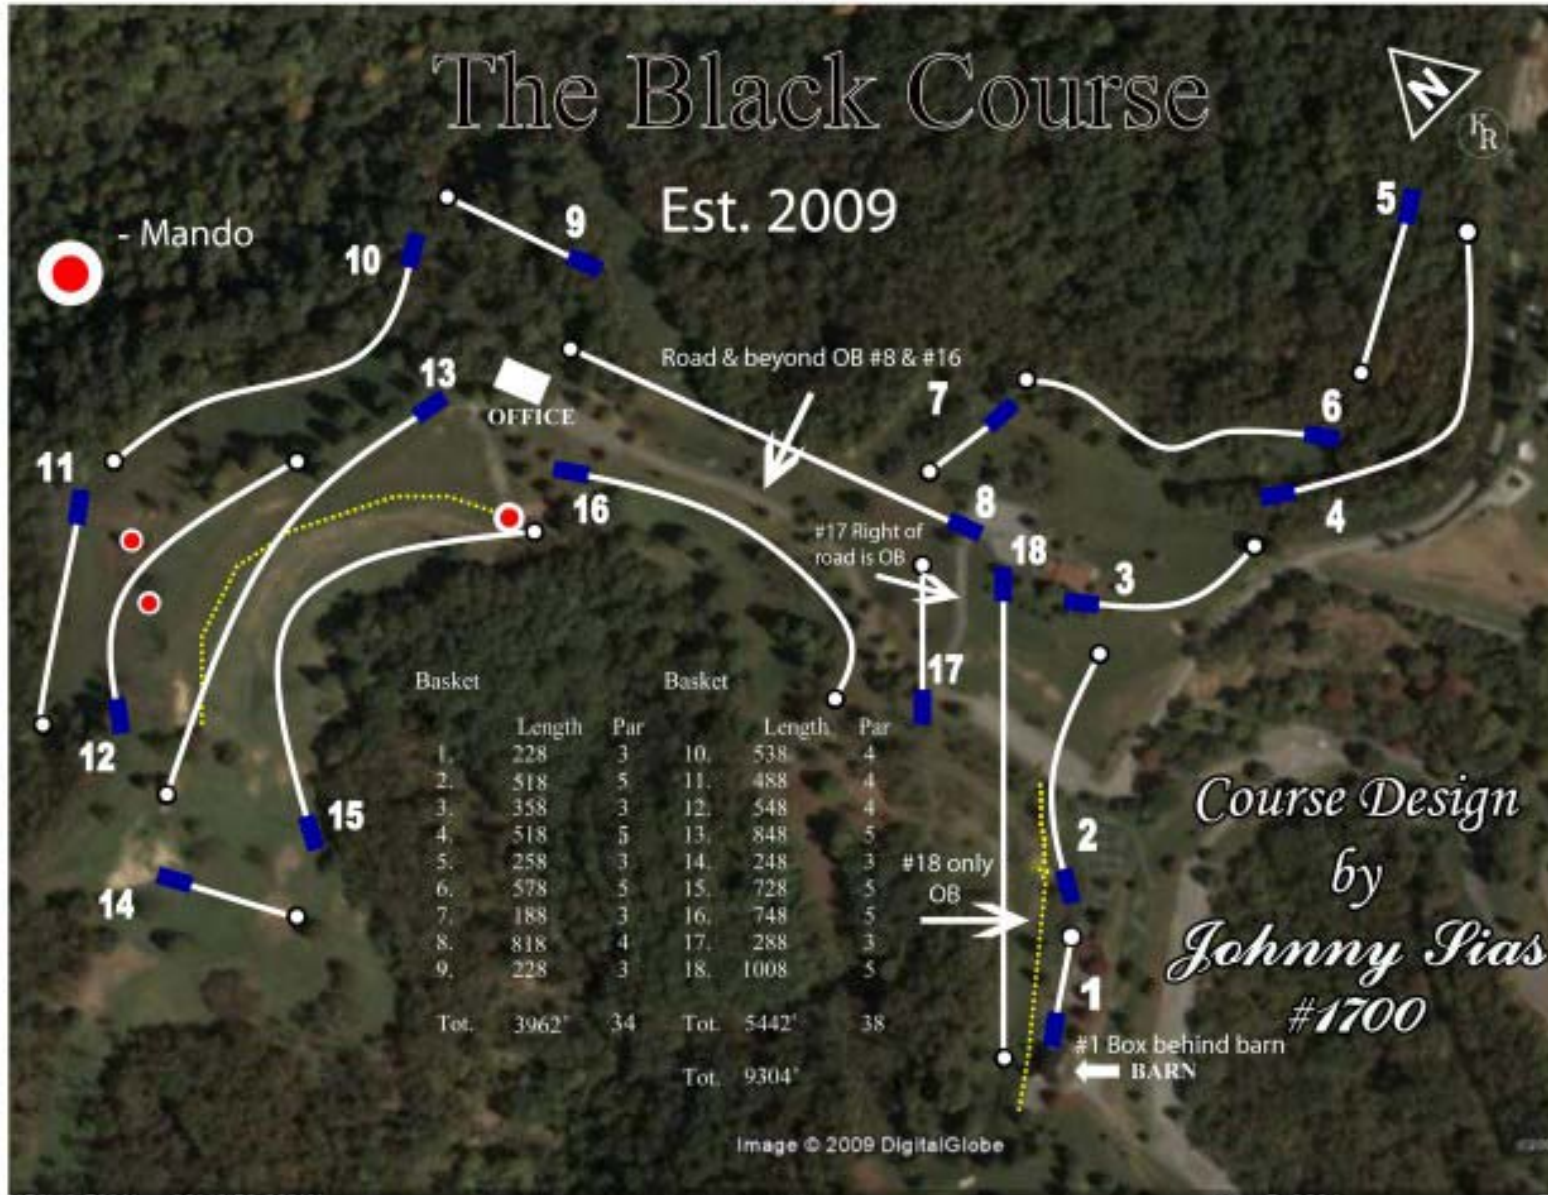 The Black Course
Est. 2009
N
KR
- Mando
10
9
5
13
OFFICE
Road & beyond OB #8 & #16
7
6
11
16
8
4
#17 Right of
road is OB
18
3
12
17
15
14
2
1
#18 only
OB
Basket Basket
Length Par Length Par
1. 228 3 10. 538 4
2. 518 5 11. 488 4
3. 358 3 12. 548 4
4. 518 5 13. 848 5
5. 258 3 14. 248 3
6. 578 5 15. 728 5
7. 188 3 16. 748 5
8. 818 4 17. 288 3
9. 228 3 18. 1008 5
Tot. 3962' 34 Tot. 5442' 38
Tot. 9304'
Course Design
by
Johnny Sias
#1700
#1 Box behind barn
BARN
Image © 2009 DigitalGlobe